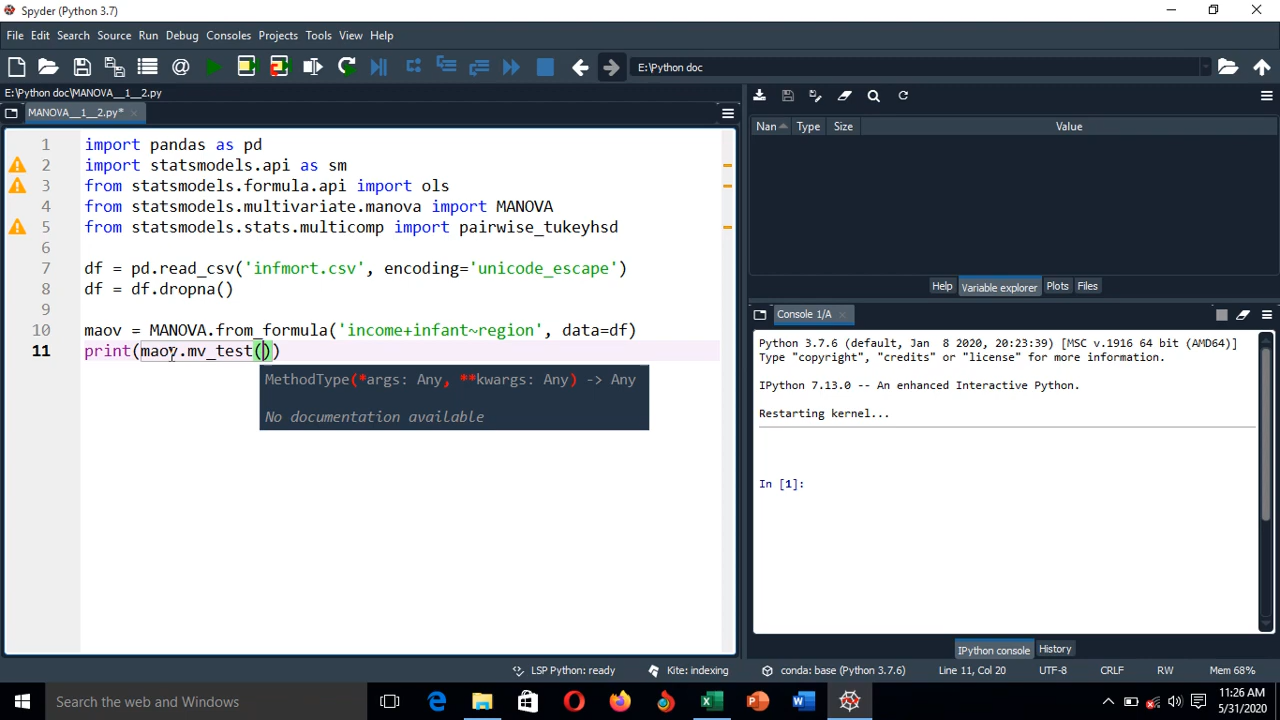 Spyder (Python 3.7)
File Edit Search Source Run Debug Consoles Projects Tools View Help
E:\Python doc
E:\Python doc\MANOVA__1__2.py
MANOVA__1__2.py*
1 import pandas as pd
2 import statsmodels.api as sm
3 from statsmodels.formula.api import ols
4 from statsmodels.multivariate.manova import MANOVA
5 from statsmodels.stats.multicomp import pairwise_tukeyhsd
6
7 df = pd.read_csv('infmort.csv', encoding='unicode_escape')
8 df = df.dropna()
9
10 maov = MANOVA.from_formula('income+infant~region', data=df)
11 print(maov.mv_test())
MethodType(*args: Any, **kwargs: Any) -> Any
No documentation available
Nan Type Size Value
Help Variable explorer Plots Files
Console 1/A
Python 3.7.6 (default, Jan  8 2020, 20:23:39) [MSC v.1916 64 bit (AMD64)]
Type "copyright", "credits" or "license" for more information.
IPython 7.13.0 -- An enhanced Interactive Python.
Restarting kernel...
In [1]:
IPython console History
LSP Python: ready Kite: indexing conda: base (Python 3.7.6) Line 11, Col 20 UTF-8 CRLF RW Mem 68%
Search the web and Windows
11:26 AM
5/31/2020